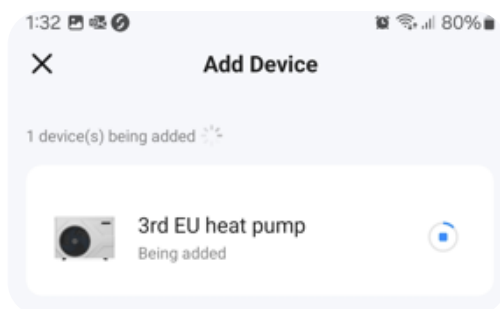 1:32 80%
Add Device
1 device(s) being added
3rd EU heat pump
Being added